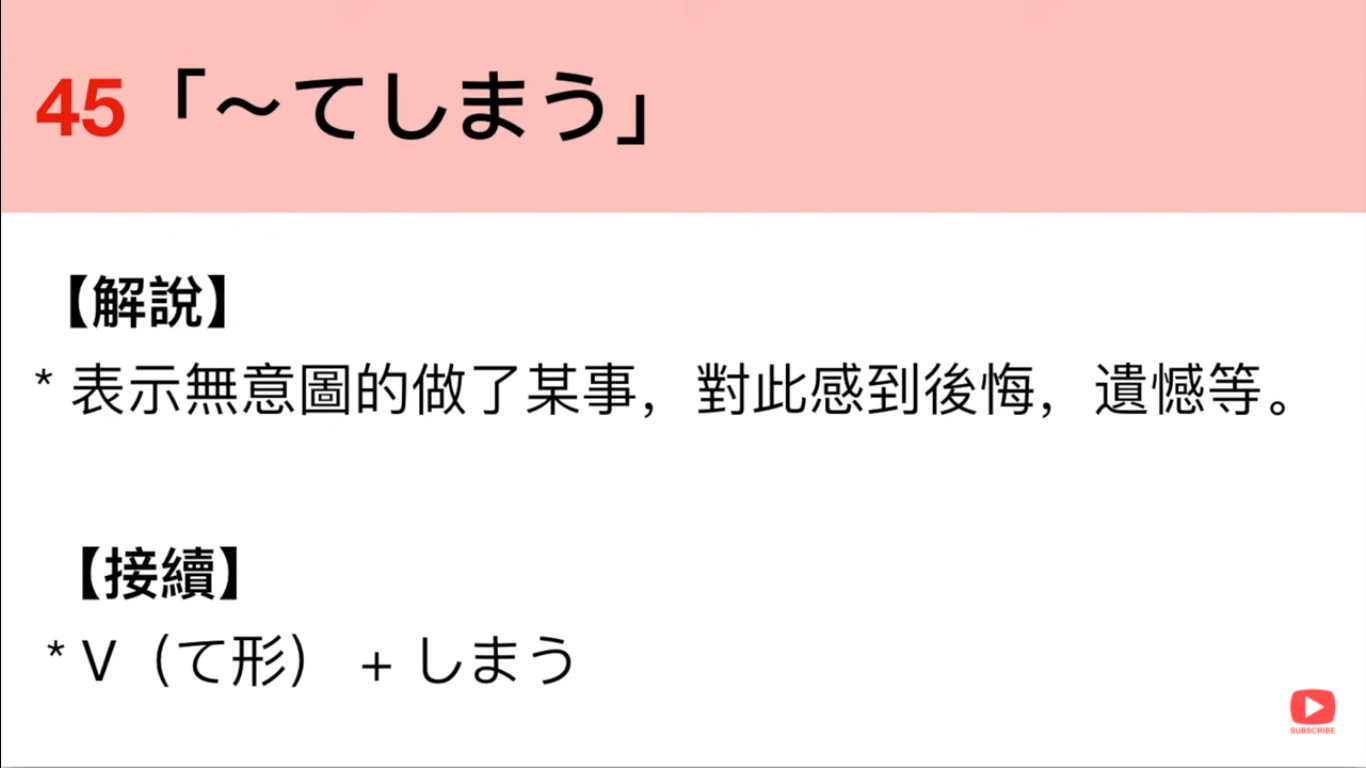 45「〜てしまう」
【解說】
* 表示無意圖的做了某事，對此感到後悔，遺憾等。
【接續】
* V（て形） + しまう
SUBSCRIBE